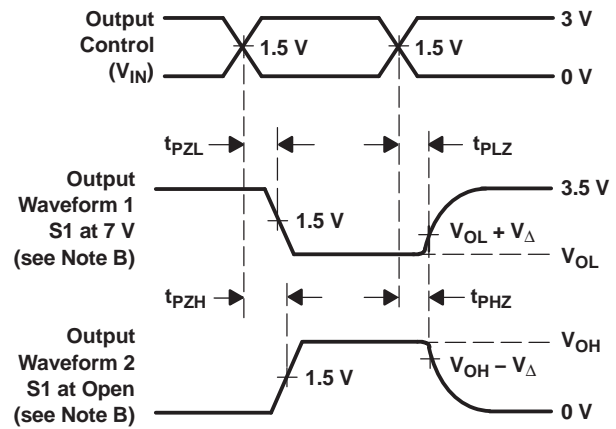 Output
Control
(VIN)
1.5 V
1.5 V
3 V
0 V
tPZL
tPLZ
Output
Waveform 1
S1 at 7 V
(see Note B)
1.5 V
3.5 V
VOL + VΔ
VOL
tPZH
tPHZ
Output
Waveform 2
S1 at Open
(see Note B)
1.5 V
VOH
VOH – VΔ
0 V